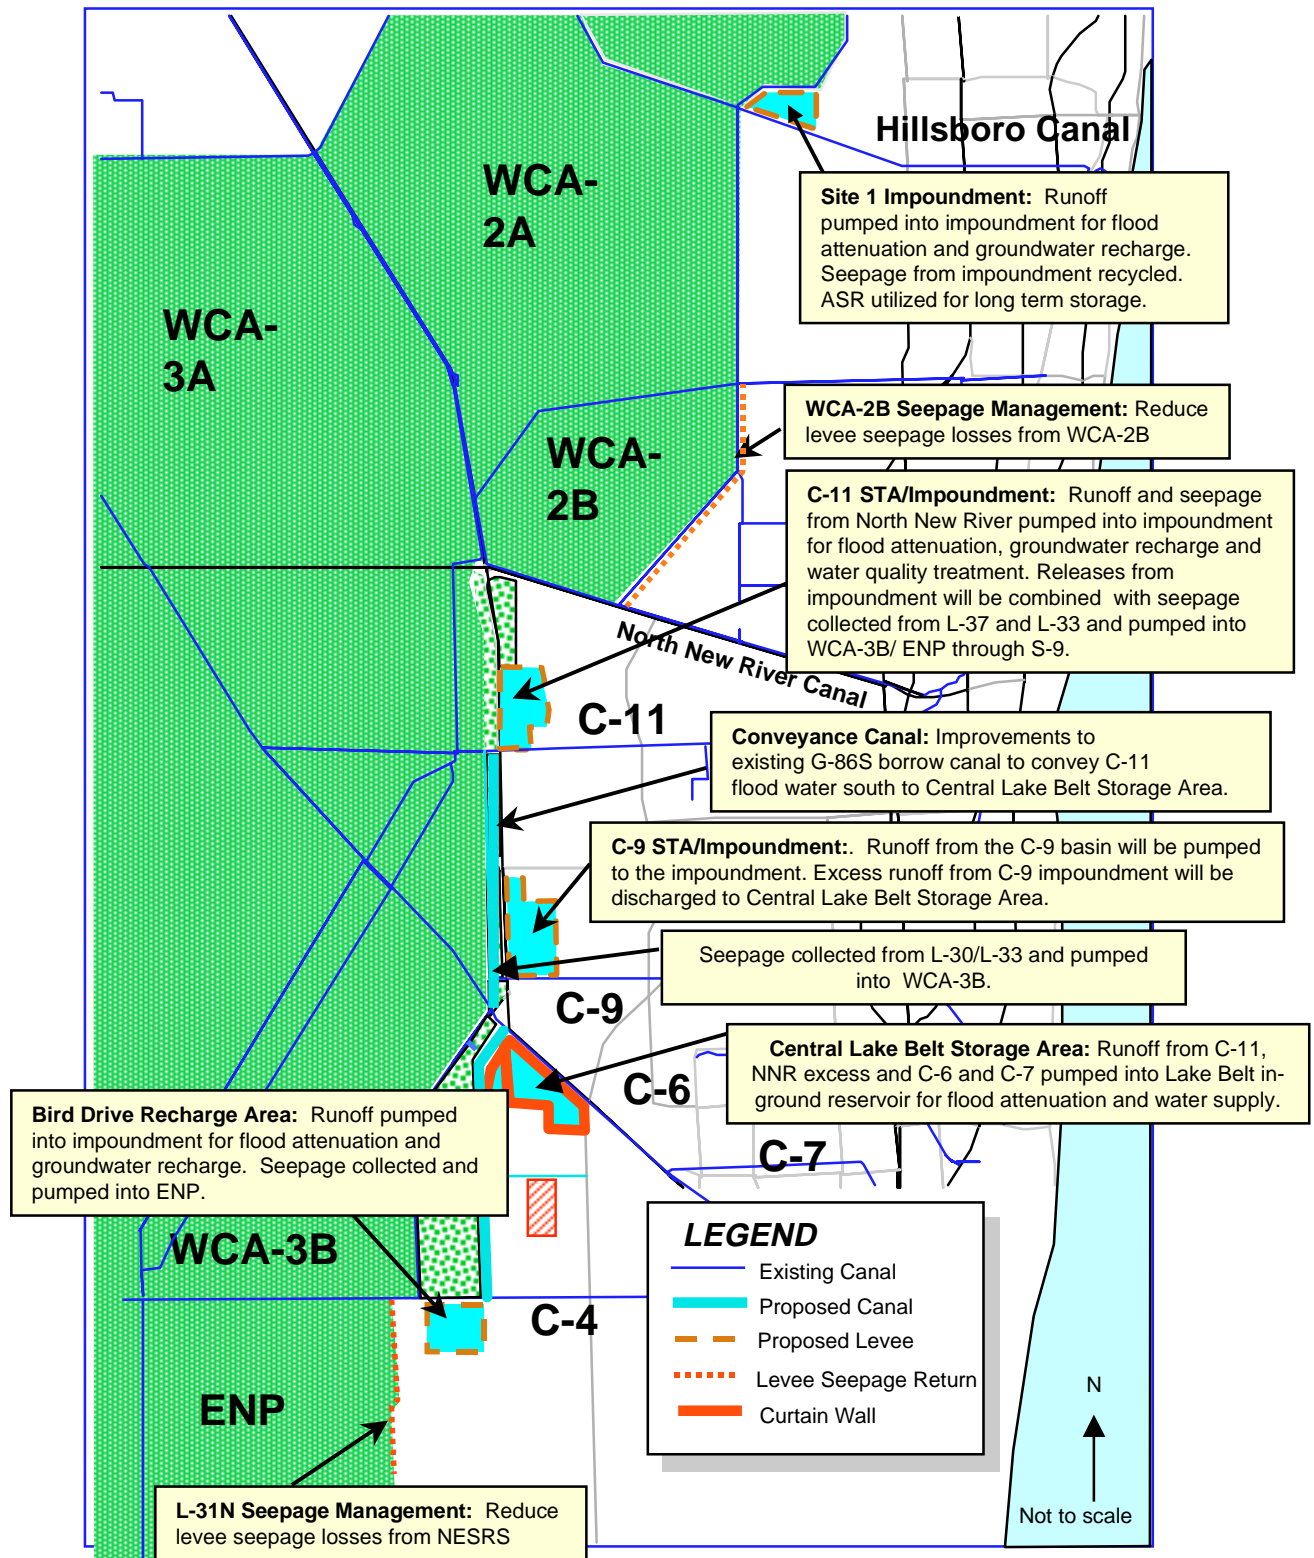 Hillsboro Canal
WCA-
2A
Site 1 Impoundment: Runoff
pumped into impoundment for flood
attenuation and groundwater recharge.
Seepage from impoundment recycled.
ASR utilized for long term storage.
WCA-
3A
WCA-2B Seepage Management: Reduce
levee seepage losses from WCA-2B
WCA-
2B
C-11 STA/Impoundment: Runoff and seepage
from North New River pumped into impoundment
for flood attenuation, groundwater recharge and
water quality treatment. Releases from
impoundment will be combined with seepage
collected from L-37 and L-33 and pumped into
WCA-3B/ ENP through S-9.
North New River Canal
C-11
Conveyance Canal: Improvements to
existing G-86S borrow canal to convey C-11
flood water south to Central Lake Belt Storage Area.
C-9 STA/Impoundment:. Runoff from the C-9 basin will be pumped
to the impoundment. Excess runoff from C-9 impoundment will be
discharged to Central Lake Belt Storage Area.
Seepage collected from L-30/L-33 and pumped
into WCA-3B.
C-9
Central Lake Belt Storage Area: Runoff from C-11,
NNR excess and C-6 and C-7 pumped into Lake Belt in-
ground reservoir for flood attenuation and water supply.
C-6
Bird Drive Recharge Area: Runoff pumped
into impoundment for flood attenuation and
groundwater recharge. Seepage collected and
pumped into ENP.
C-7
WCA-3B
LEGEND
Existing Canal
Proposed Canal
Proposed Levee
Levee Seepage Return
Curtain Wall
C-4
ENP
N
Not to scale
L-31N Seepage Management: Reduce
levee seepage losses from NESRS